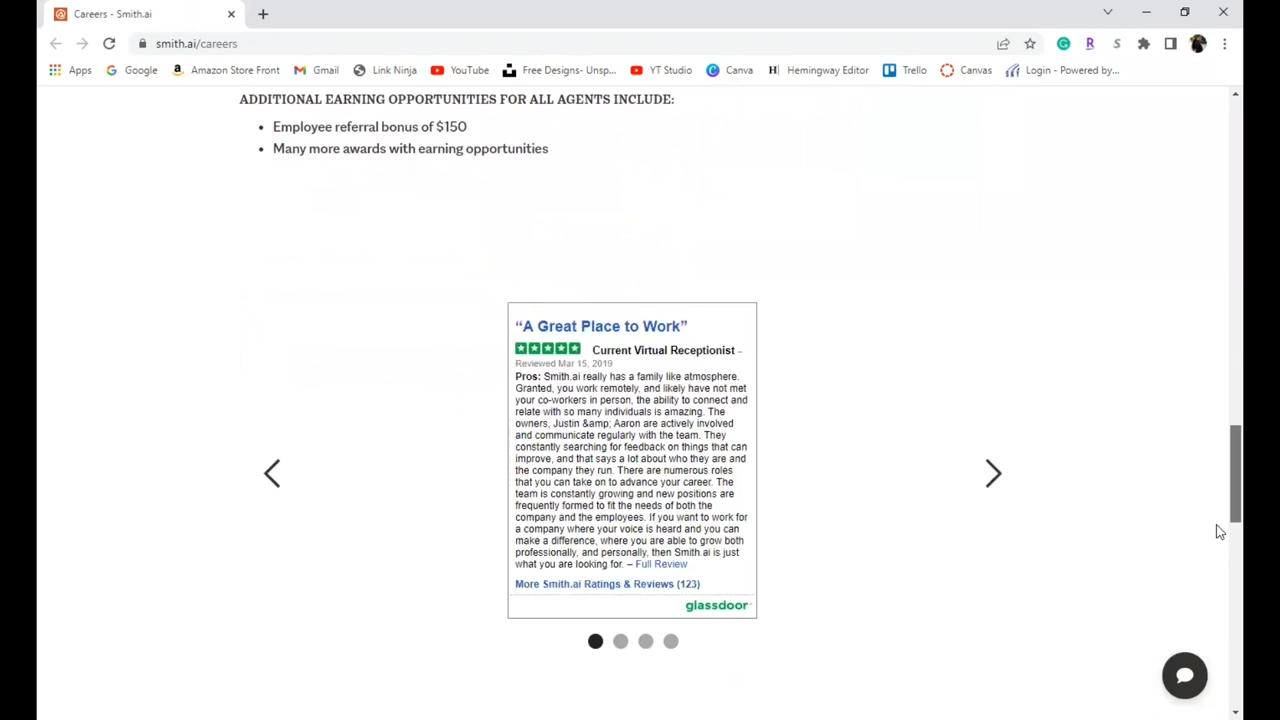 Careers - Smith.ai
smith.ai/careers
Apps Google Amazon Store Front Gmail Link Ninja YouTube Free Designs- Unsp... YT Studio Canva Hemingway Editor Trello Canvas Login - Powered by...
ADDITIONAL EARNING OPPORTUNITIES FOR ALL AGENTS INCLUDE:
• Employee referral bonus of $150
• Many more awards with earning opportunities
“A Great Place to Work”
Current Virtual Receptionist –
Reviewed Mar 15, 2019
Pros: Smith.ai really has a family like atmosphere.
Granted, you work remotely, and likely have not met
your co-workers in person, the ability to connect and
relate with so many individuals is amazing. The
owners, Justin &amp; Aaron are actively involved
and communicate regularly with the team. They
constantly searching for feedback on things that can
improve, and that says a lot about who they are and
the company they run. There are numerous roles
that you can take on to advance your career. The
team is constantly growing and new positions are
frequently formed to fit the needs of both the
company and the employees. If you want to work for
a company where your voice is heard and you can
make a difference, where you are able to grow both
professionally, and personally, then Smith.ai is just
what you are looking for. – Full Review
More Smith.ai Ratings & Reviews (123)
glassdoor